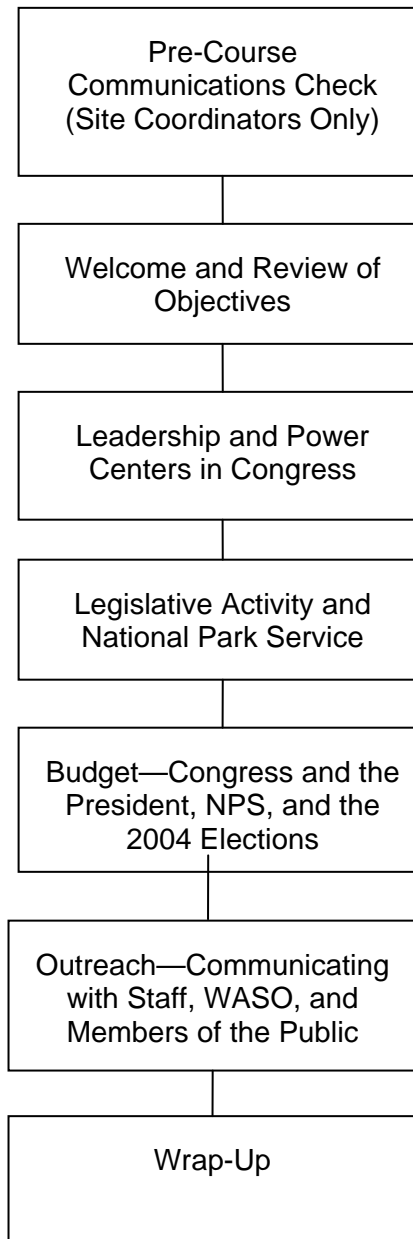 Pre-Course
Communications Check
(Site Coordinators Only)
Welcome and Review of
Objectives
Leadership and Power
Centers in Congress
Legislative Activity and
National Park Service
Budget—Congress and the
President, NPS, and the
2004 Elections
Outreach—Communicating
with Staff, WASO, and
Members of the Public
Wrap-Up